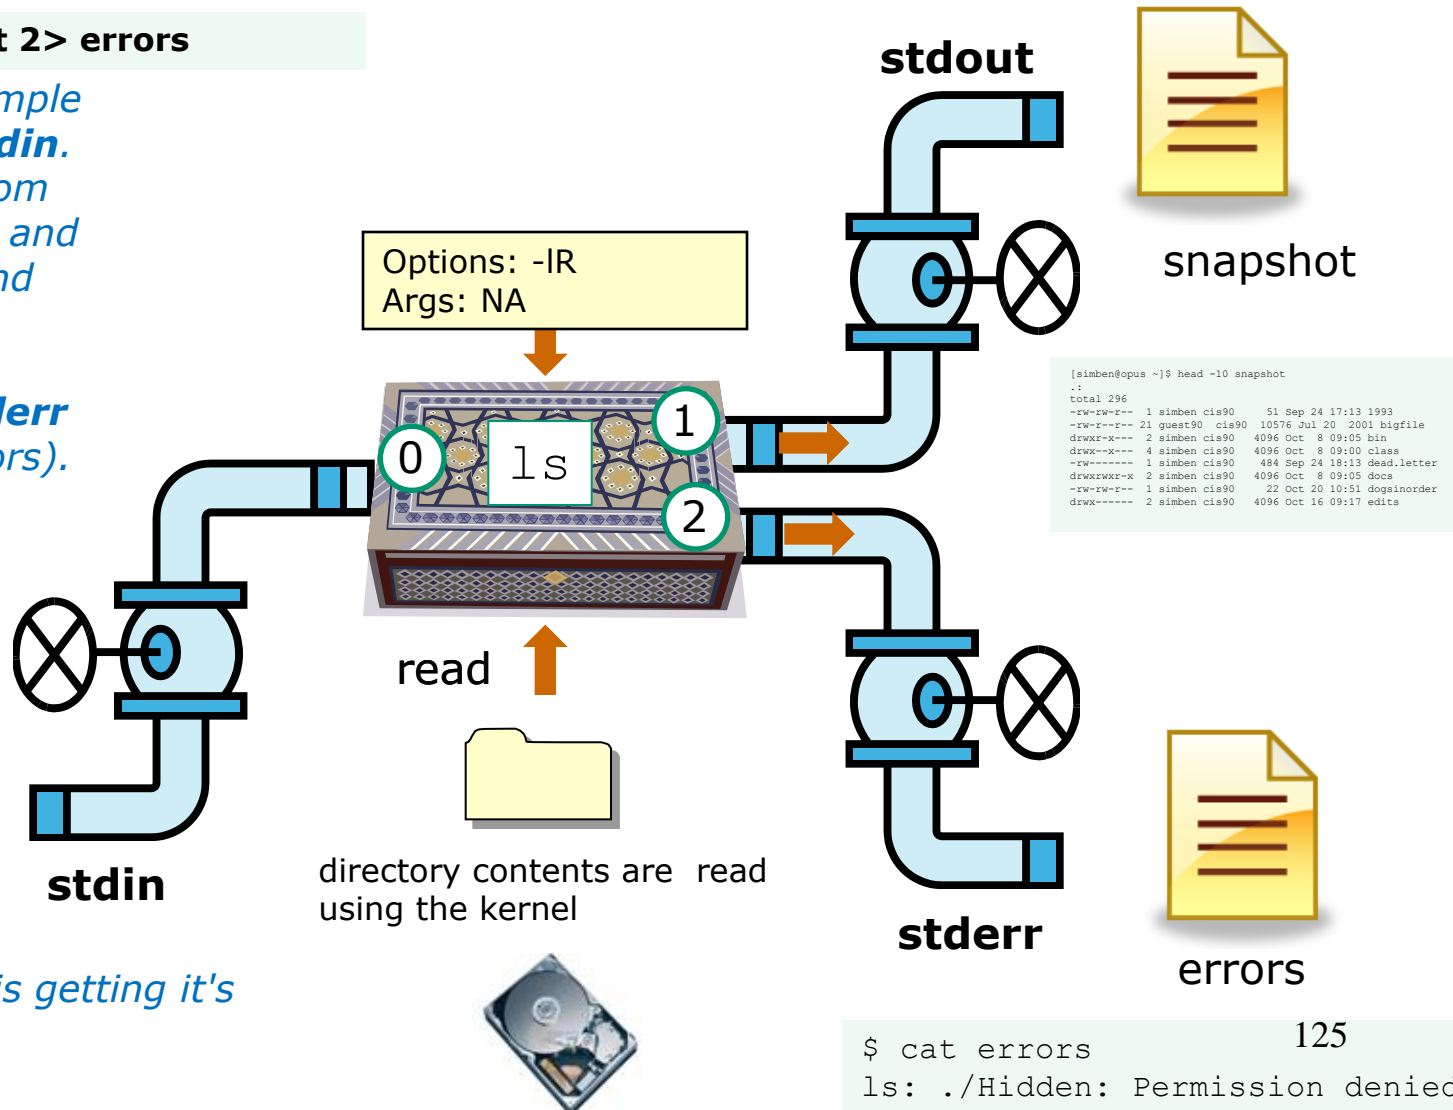 t 2> errors
mple
din.
om
and
nd
lerr
ors).
is getting it's
stdout
snapshot
Options: -lR
Args: NA
0
ls
1
2
[simben@opus ~]$ head -10 snapshot
.:
total 296
-rw-rw-r--  1 simben cis90     51 Sep 24 17:13 1993
-rw-r--r-- 21 guest90  cis90  10576 Jul 20  2001 bigfile
drwxr-x---  2 simben cis90   4096 Oct  8 09:05 bin
drwx--x---  4 simben cis90   4096 Oct  8 09:00 class
-rw-------  1 simben cis90    484 Sep 24 18:13 dead.letter
drwxrwxr-x  2 simben cis90   4096 Oct  8 09:05 docs
-rw-rw-r--  1 simben cis90     22 Oct 20 10:51 dogsinorder
drwx------  2 simben cis90   4096 Oct 16 09:17 edits
read
stdin
directory contents are  read
using the kernel
stderr
errors
125
$ cat errors
ls: ./Hidden: Permission denied